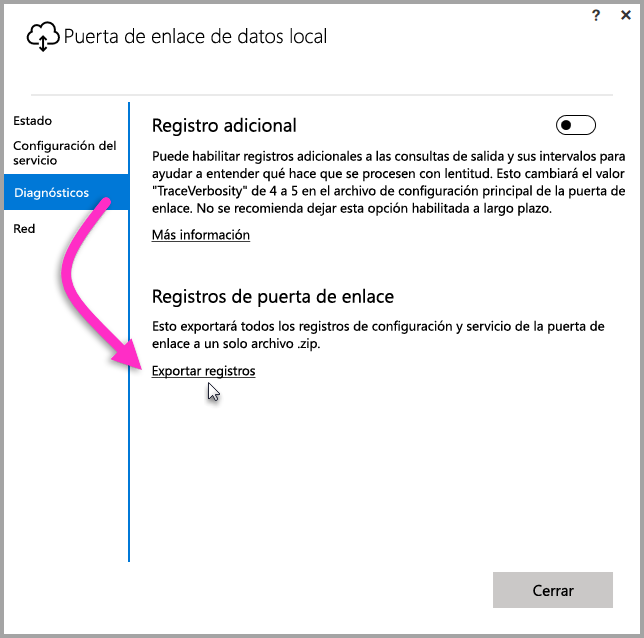 ? ×
Puerta de enlace de datos local
Estado
Configuración del
servicio
Diagnósticos
Red
Registro adicional
Puede habilitar registros adicionales a las consultas de salida y sus intervalos para
ayudar a entender qué hace que se procesen con lentitud. Esto cambiará el valor
"TraceVerbosity" de 4 a 5 en el archivo de configuración principal de la puerta de
enlace. No se recomienda dejar esta opción habilitada a largo plazo.
Más información
Registros de puerta de enlace
Esto exportará todos los registros de configuración y servicio de la puerta de
enlace a un solo archivo .zip.
Exportar registros
Cerrar